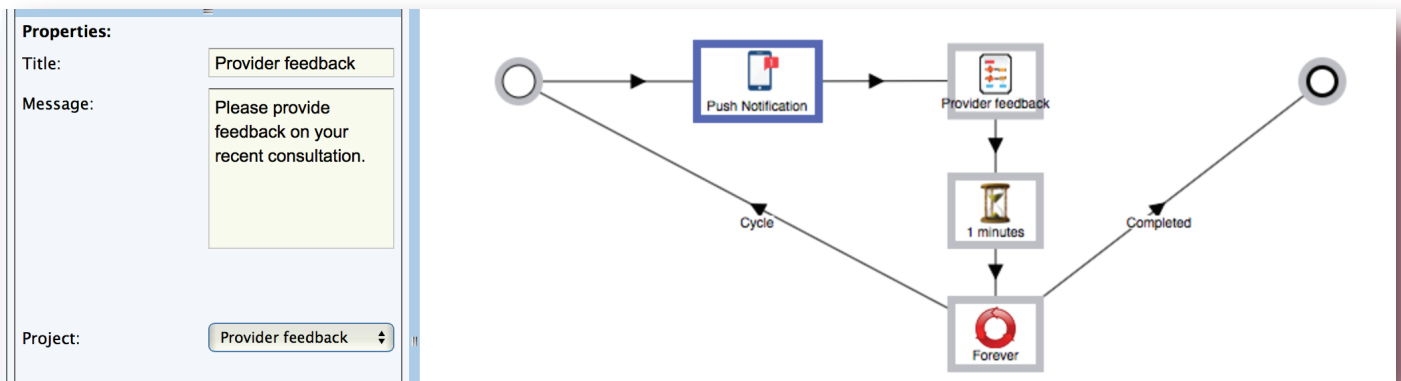 Properties:
Title:
Provider feedback
Message:
Please provide
feedback on your
recent consultation.
Project:
Provider feedback
Push Notification
Provider feedback
1 minutes
Cycle
Completed
Forever